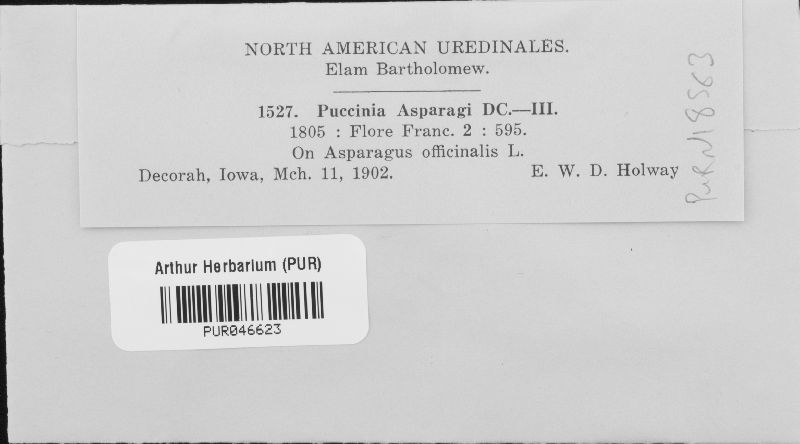 NORTH AMERICAN UREDINALES.
Elam Bartholomew.
1527. Puccinia Asparagi DC.—III.
1805 : Flore Franc. 2 : 595.
On Asparagus officinalis L.
Decorah, Iowa, Mch. 11, 1902. E. W. D. Holway
PUR N18563
Arthur Herbarium (PUR)
PUR046623